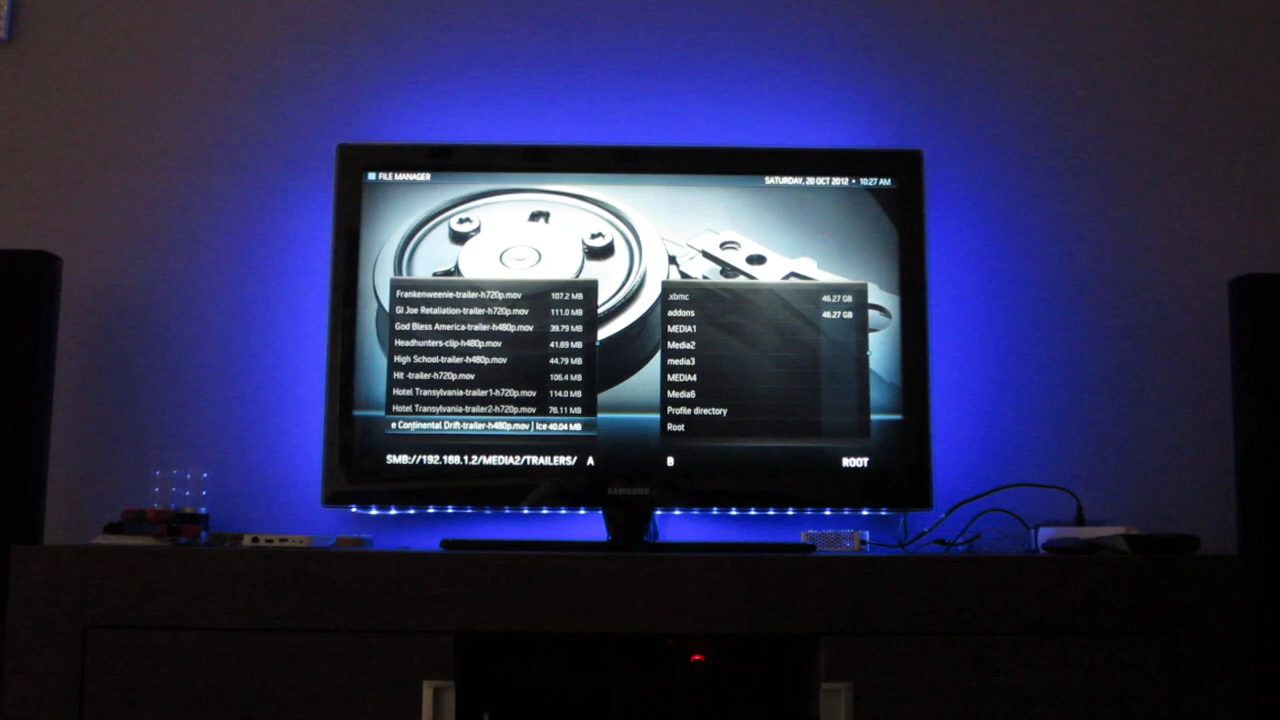 FILE MANAGER
SATURDAY, 20 OCT 2012 • 10:27 AM
Frankenweenie-trailer-h720p.mov 107.2 MB
GI Joe Retaliation-trailer-h720p.mov 111.0 MB
God Bless America-trailer-h480p.mov 39.79 MB
Headhunters-clip-h480p.mov 41.69 MB
High School-trailer-h480p.mov 44.79 MB
Hit -trailer-h720p.mov 106.4 MB
Hotel Transylvania-trailer1-h720p.mov 114.0 MB
Hotel Transylvania-trailer2-h720p.mov 76.11 MB
e Continental Drift-trailer-h480p.mov | Ice 40.04 MB
.xbmc 46.27 GB
addons 46.27 GB
MEDIA1
Media2
media3
MEDIA4
Media6
Profile directory
Root
SMB://192.168.1.2/MEDIA2/TRAILERS/ A
B ROOT
SAMSUNG